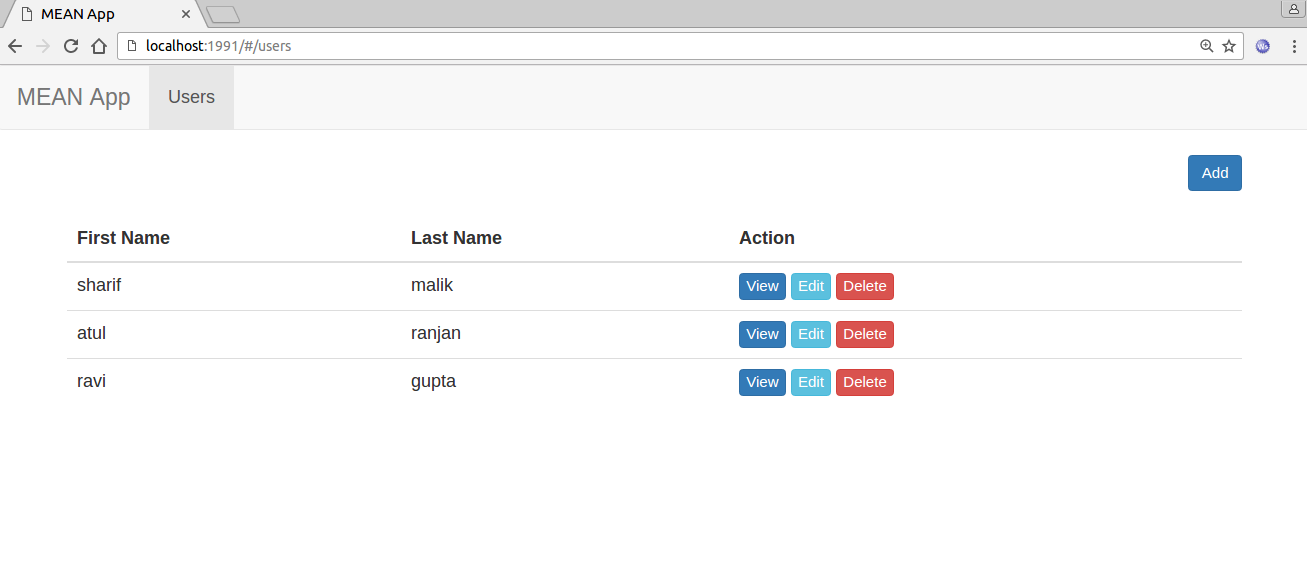 MEAN App
localhost:1991/#/users
MEAN App Users
Add
First Name Last Name Action
sharif malik View Edit Delete
atul ranjan View Edit Delete
ravi gupta View Edit Delete